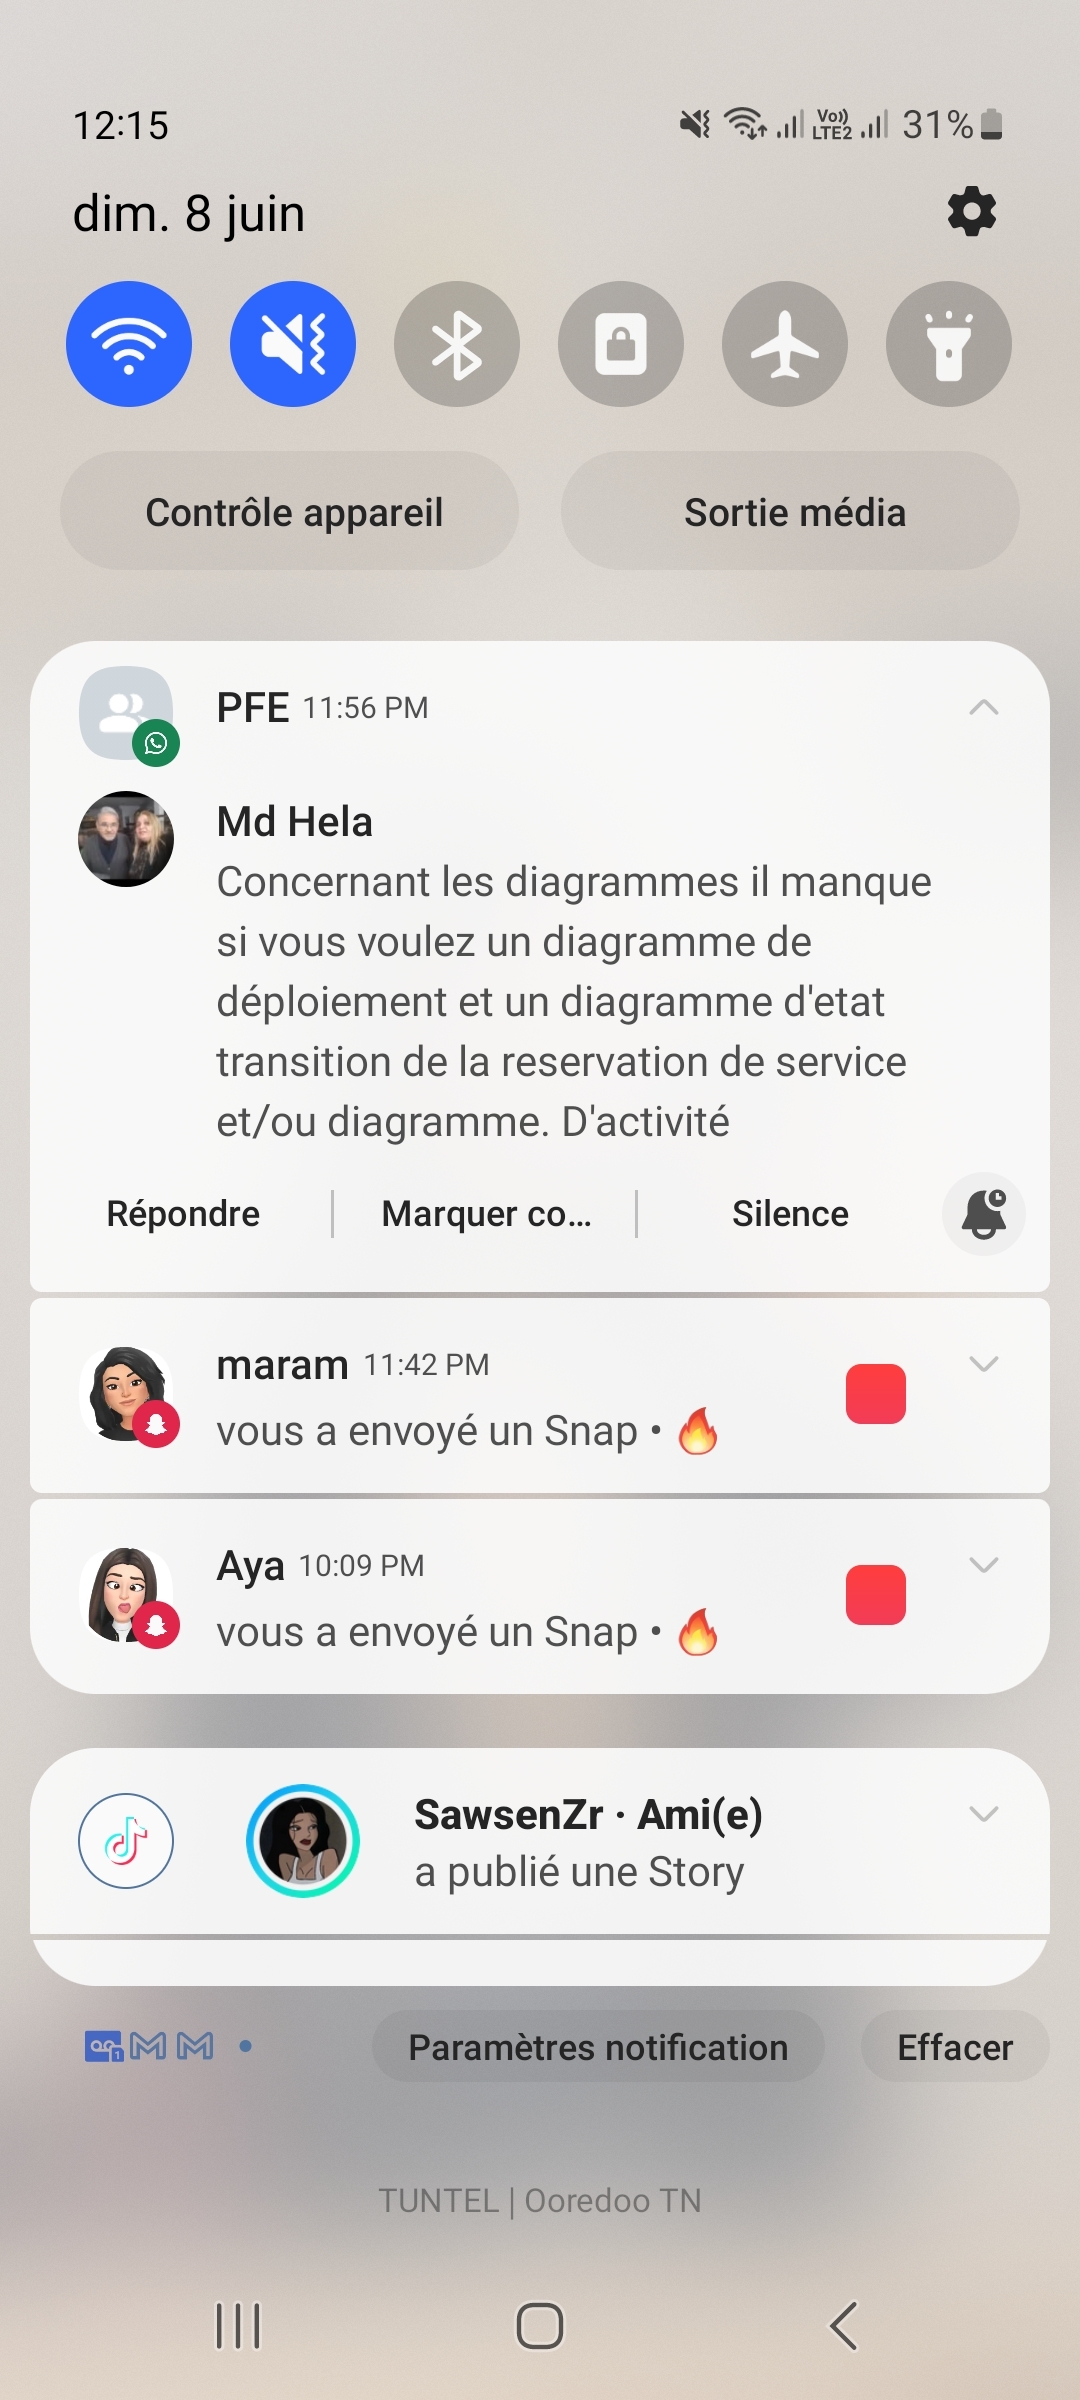 12:15
Vo)) LTE2
31%
dim. 8 juin
Contrôle appareil
Sortie média
PFE 11:56 PM
Md Hela
Concernant les diagrammes il manque
si vous voulez un diagramme de
déploiement et un diagramme d'etat
transition de la reservation de service
et/ou diagramme. D'activité
Répondre
Marquer co...
Silence
maram 11:42 PM
vous a envoyé un Snap • 🔥
Aya 10:09 PM
vous a envoyé un Snap • 🔥
SawsenZr · Ami(e)
a publié une Story
1
Paramètres notification
Effacer
TUNTEL | Ooredoo TN